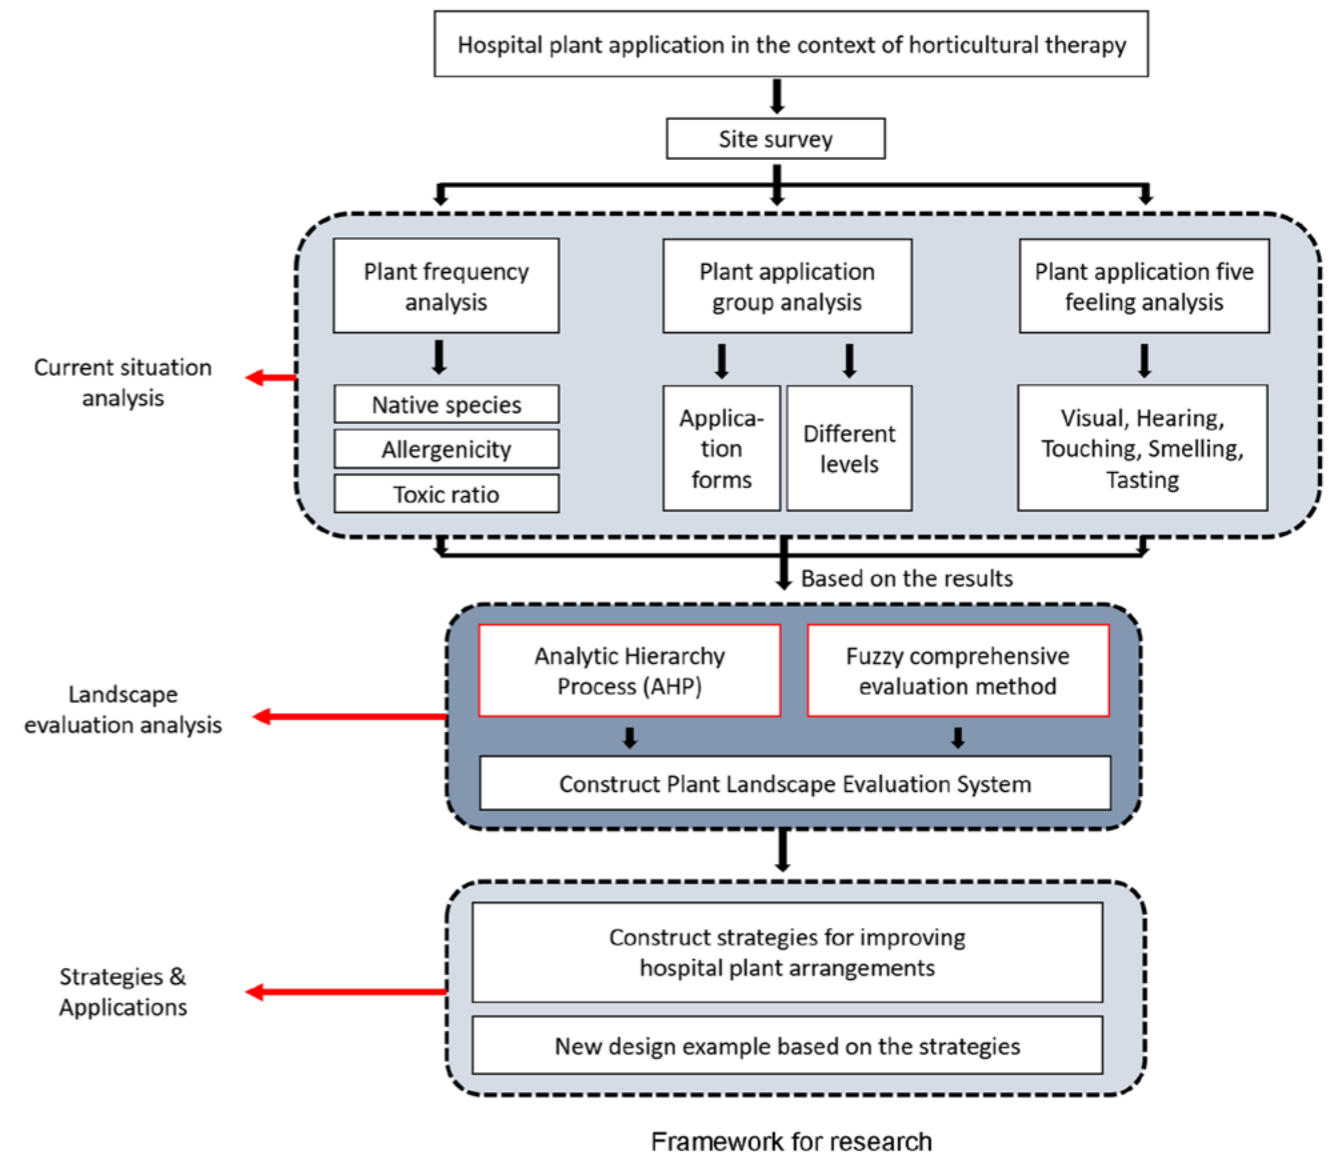 Hospital plant application in the context of horticultural therapy
Site survey
Plant frequency
analysis
Plant application
group analysis
Plant application five
feeling analysis
Current situation
analysis
Native species
Allergenicity
Toxic ratio
Applica-
tion
forms
Different
levels
Visual, Hearing,
Touching, Smelling,
Tasting
Based on the results
Landscape
evaluation analysis
Analytic Hierarchy
Process (AHP)
Fuzzy comprehensive
evaluation method
Construct Plant Landscape Evaluation System
Strategies &
Applications
Construct strategies for improving
hospital plant arrangements
New design example based on the strategies
Framework for research